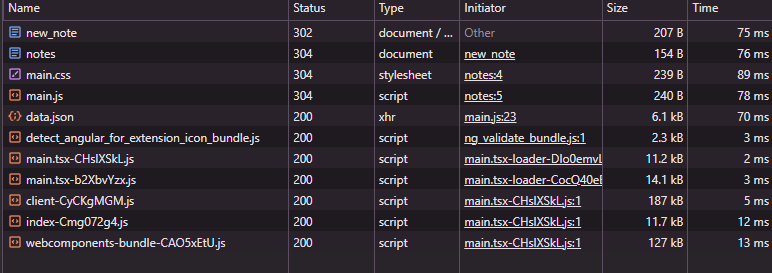 Name Status Type Initiator Size Time
new_note 302 document / ... Other 207 B 75 ms
notes 304 document new_note 154 B 76 ms
main.css 304 stylesheet notes:4 239 B 89 ms
main.js 304 script notes:5 240 B 78 ms
data.json 200 xhr main.js:23 6.1 kB 70 ms
detect_angular_for_extension_icon_bundle.js 200 script ng_validate_bundle.js:1 2.3 kB 3 ms
main.tsx-CHsIXSkL.js 200 script main.tsx-loader-DIo0emvL 11.2 kB 2 ms
main.tsx-b2XbvYzx.js 200 script main.tsx-loader-CocQ40eE 14.1 kB 3 ms
client-CyCKgMGM.js 200 script main.tsx-CHsIXSkL.js:1 187 kB 5 ms
index-Cmg072g4.js 200 script main.tsx-CHsIXSkL.js:1 11.7 kB 12 ms
webcomponents-bundle-CAO5xEtU.js 200 script main.tsx-CHsIXSkL.js:1 127 kB 13 ms